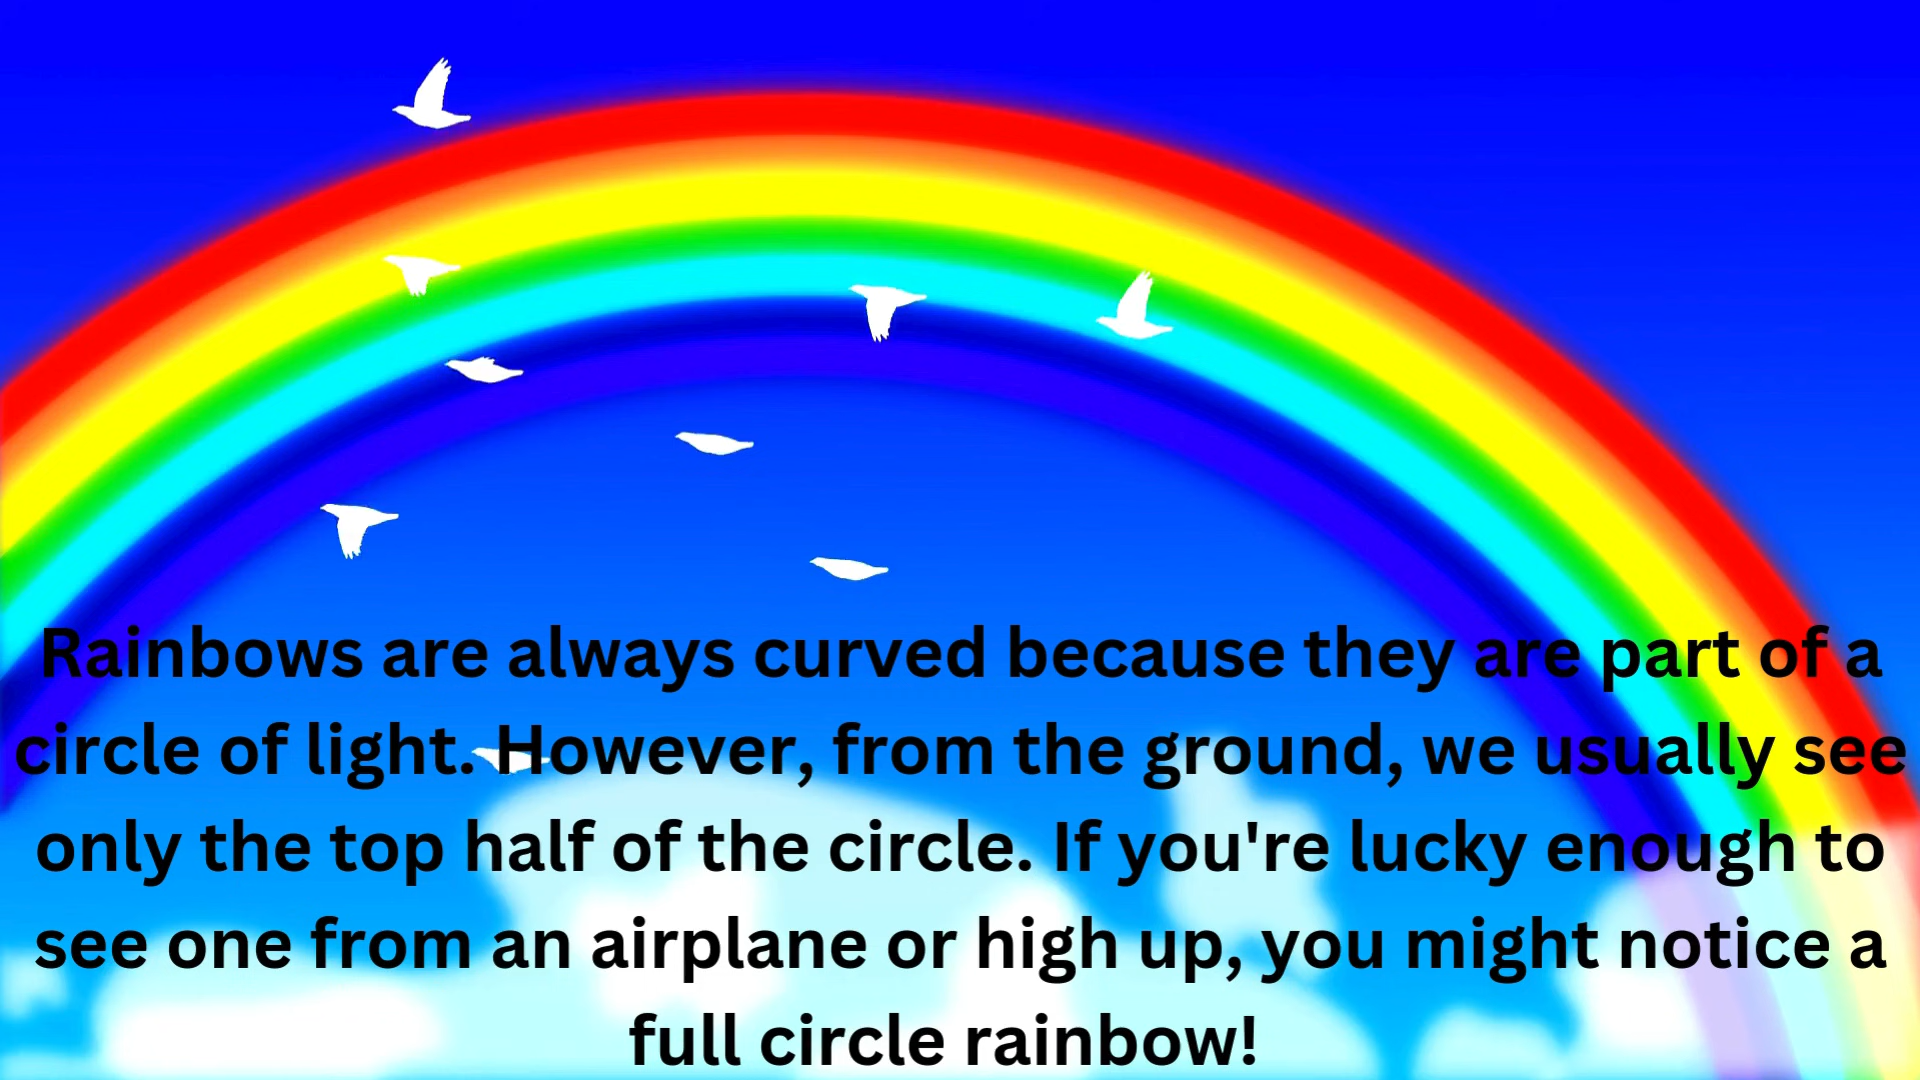 Rainbows are always curved because they are part of a
circle of light. However, from the ground, we usually see
only the top half of the circle. If you're lucky enough to
see one from an airplane or high up, you might notice a
full circle rainbow!